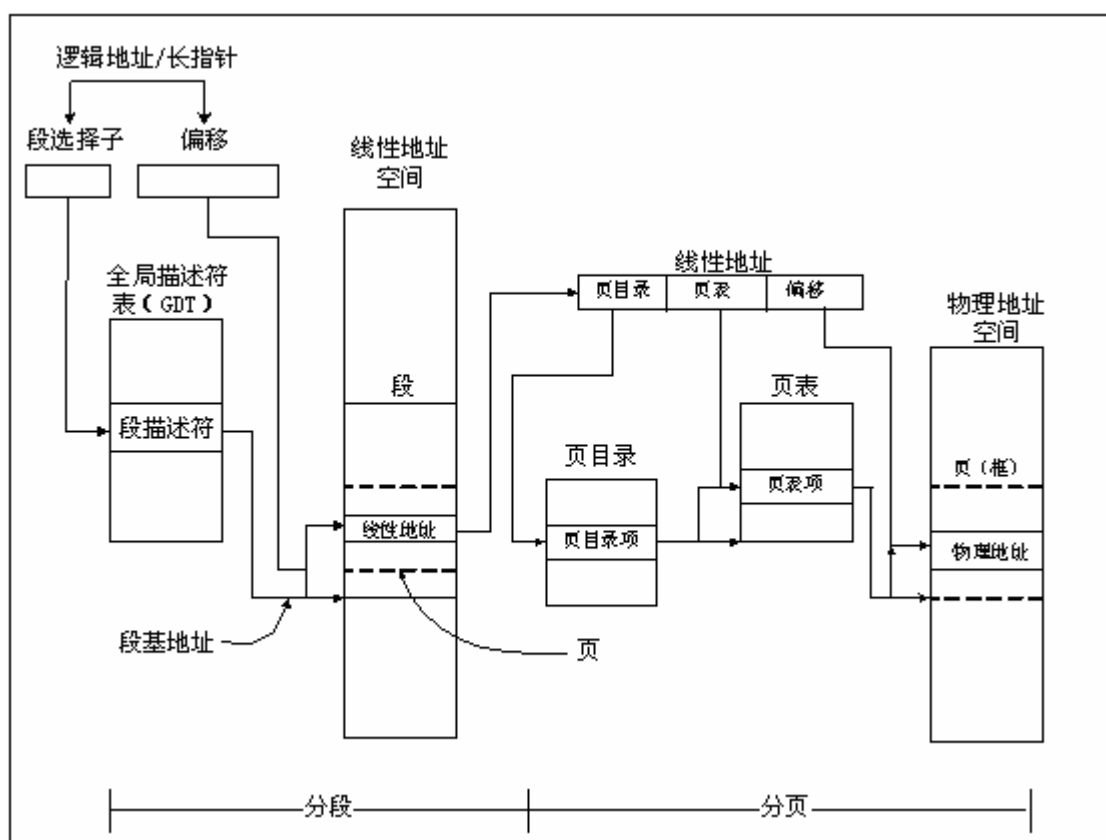 逻辑地址/长指针
段选择子
偏移
线性地址
空间
全局描述符
表(GDT)
线性地址
页目录
页表
偏移
物理地址
空间
段
页表
段描述符
页目录
页(框)
页表项
线性地址
页目录项
物理地址
段基地址
页
分段
分页